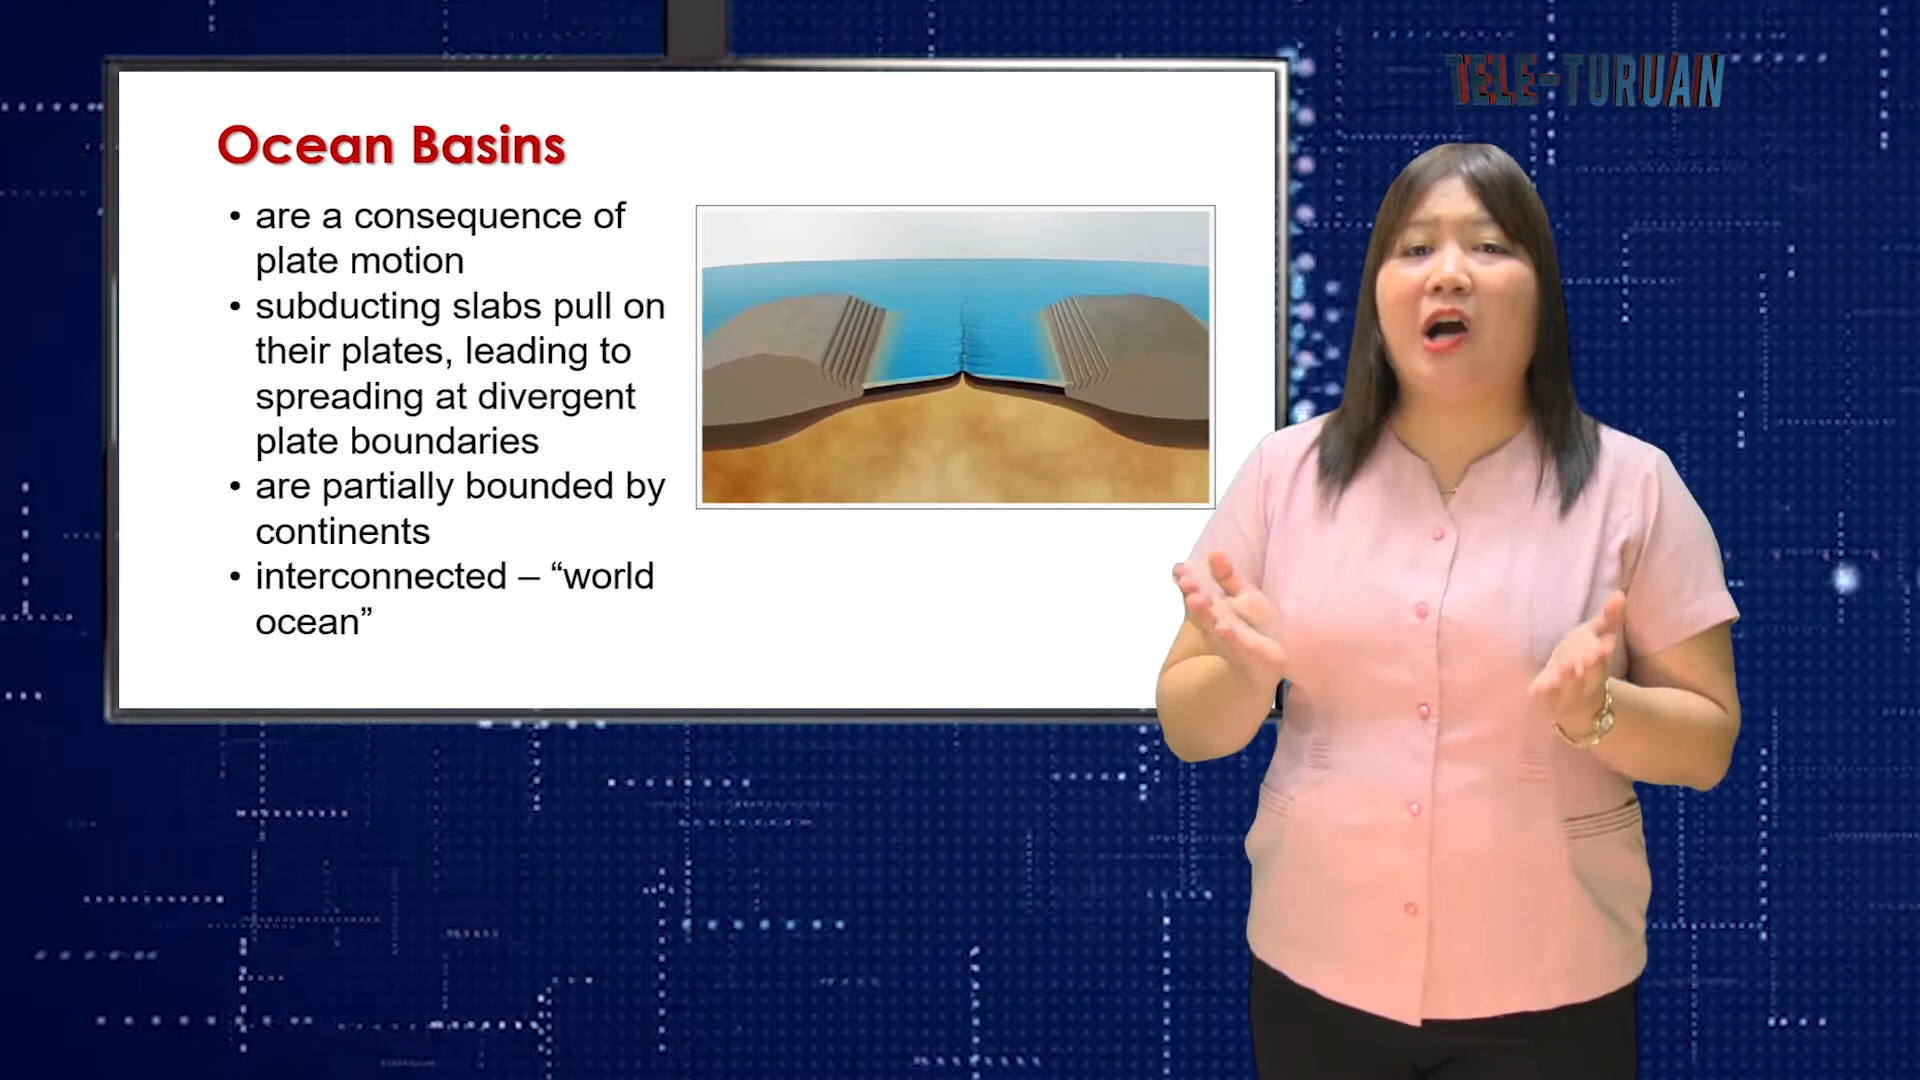 TELE-TURUAN
Ocean Basins
• are a consequence of
plate motion
• subducting slabs pull on
their plates, leading to
spreading at divergent
plate boundaries
• are partially bounded by
continents
• interconnected – “world
ocean”